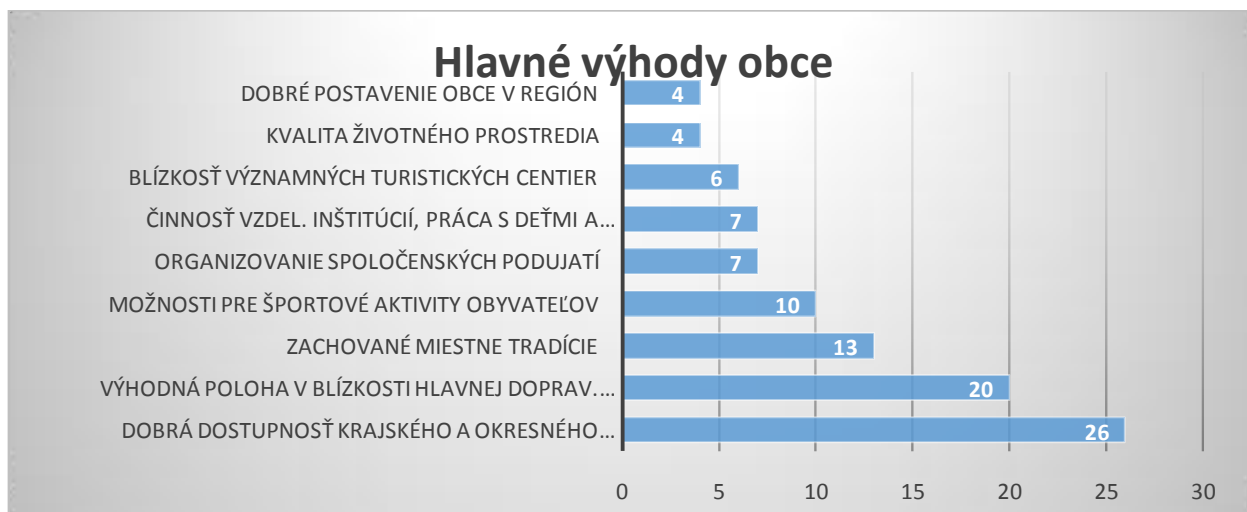 Hlavné výhody obce
DOBRÉ POSTAVENIE OBCE V REGIÓN 4
KVALITA ŽIVOTNÉHO PROSTREDIA 4
BLÍZKOSŤ VÝZNAMNÝCH TURISTICKÝCH CENTIER 6
ČINNOSŤ VZDEL. INŠTITÚCIÍ, PRÁCA S DEŤMI A... 7
ORGANIZOVANIE SPOLOČENSKÝCH PODUJATÍ 7
MOŽNOSTI PRE ŠPORTOVÉ AKTIVITY OBYVATEĽOV 10
ZACHOVANÉ MIESTNE TRADÍCIE 13
VÝHODNÁ POLOHA V BLÍZKOSTI HLAVNEJ DOPRAV.... 20
DOBRÁ DOSTUPNOSŤ KRAJSKÉHO A OKRESNÉHO... 26
0 5 10 15 20 25 30